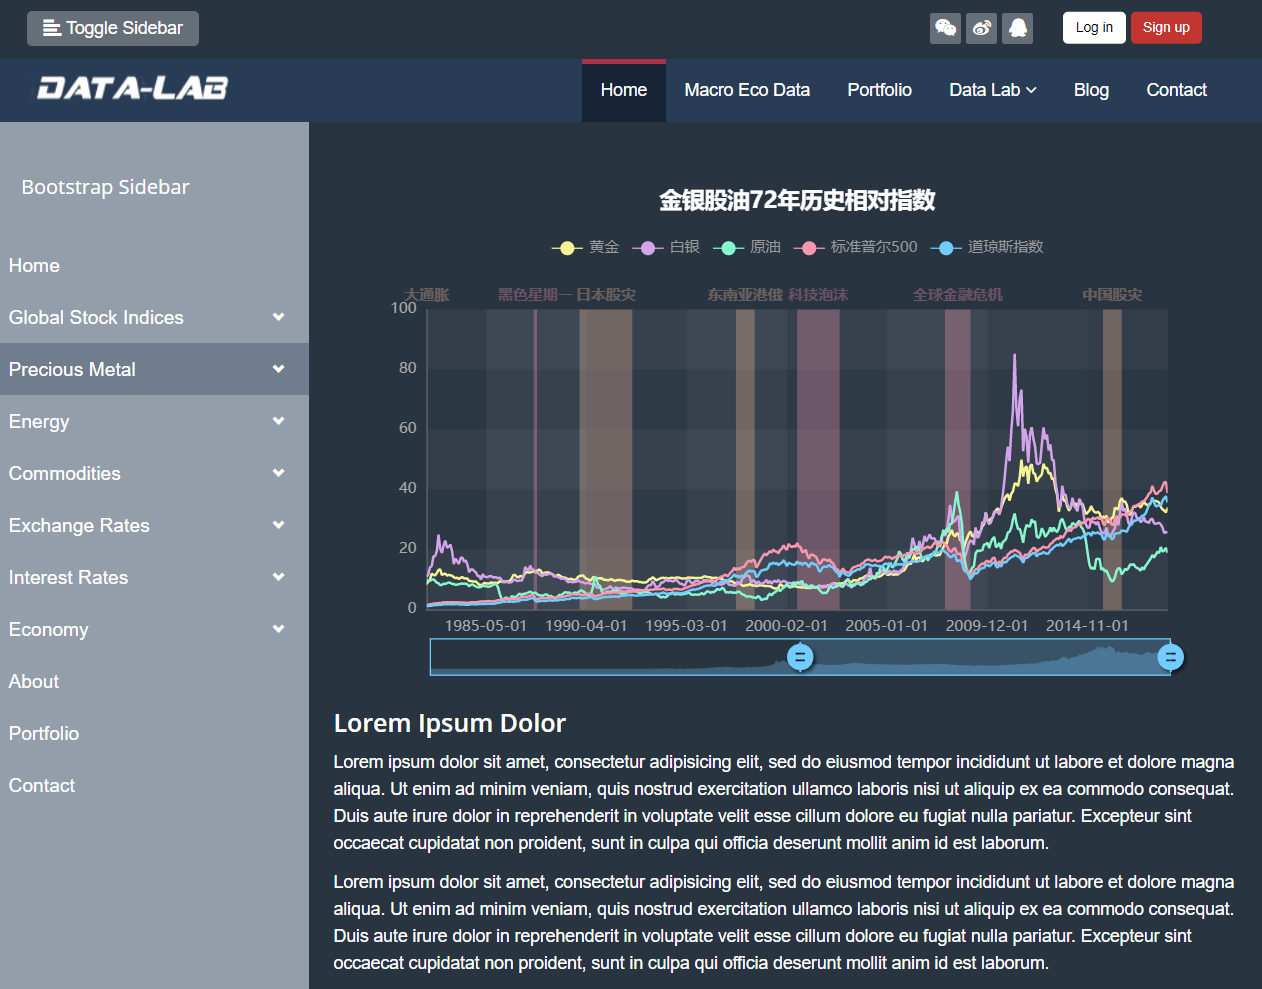 Toggle Sidebar
Log in
Sign up
DATA-LAB
Home
Macro Eco Data
Portfolio
Data Lab
Blog
Contact
Bootstrap Sidebar
Home
Global Stock Indices
Precious Metal
Energy
Commodities
Exchange Rates
Interest Rates
Economy
About
Portfolio
Contact
金银股油72年历史相对指数
黄金
白银
原油
标准普尔500
道琼斯指数
大通胀
黑色星期一
日本股灾
东南亚港俄
科技泡沫
全球金融危机
中国股灾
100
80
60
40
20
0
1985-05-01
1990-04-01
1995-03-01
2000-02-01
2005-01-01
2009-12-01
2014-11-01
Lorem Ipsum Dolor
Lorem ipsum dolor sit amet, consectetur adipisicing elit, sed do eiusmod tempor incididunt ut labore et dolore magna
aliqua. Ut enim ad minim veniam, quis nostrud exercitation ullamco laboris nisi ut aliquip ex ea commodo consequat.
Duis aute irure dolor in reprehenderit in voluptate velit esse cillum dolore eu fugiat nulla pariatur. Excepteur sint
occaecat cupidatat non proident, sunt in culpa qui officia deserunt mollit anim id est laborum.
Lorem ipsum dolor sit amet, consectetur adipisicing elit, sed do eiusmod tempor incididunt ut labore et dolore magna
aliqua. Ut enim ad minim veniam, quis nostrud exercitation ullamco laboris nisi ut aliquip ex ea commodo consequat.
Duis aute irure dolor in reprehenderit in voluptate velit esse cillum dolore eu fugiat nulla pariatur. Excepteur sint
occaecat cupidatat non proident, sunt in culpa qui officia deserunt mollit anim id est laborum.